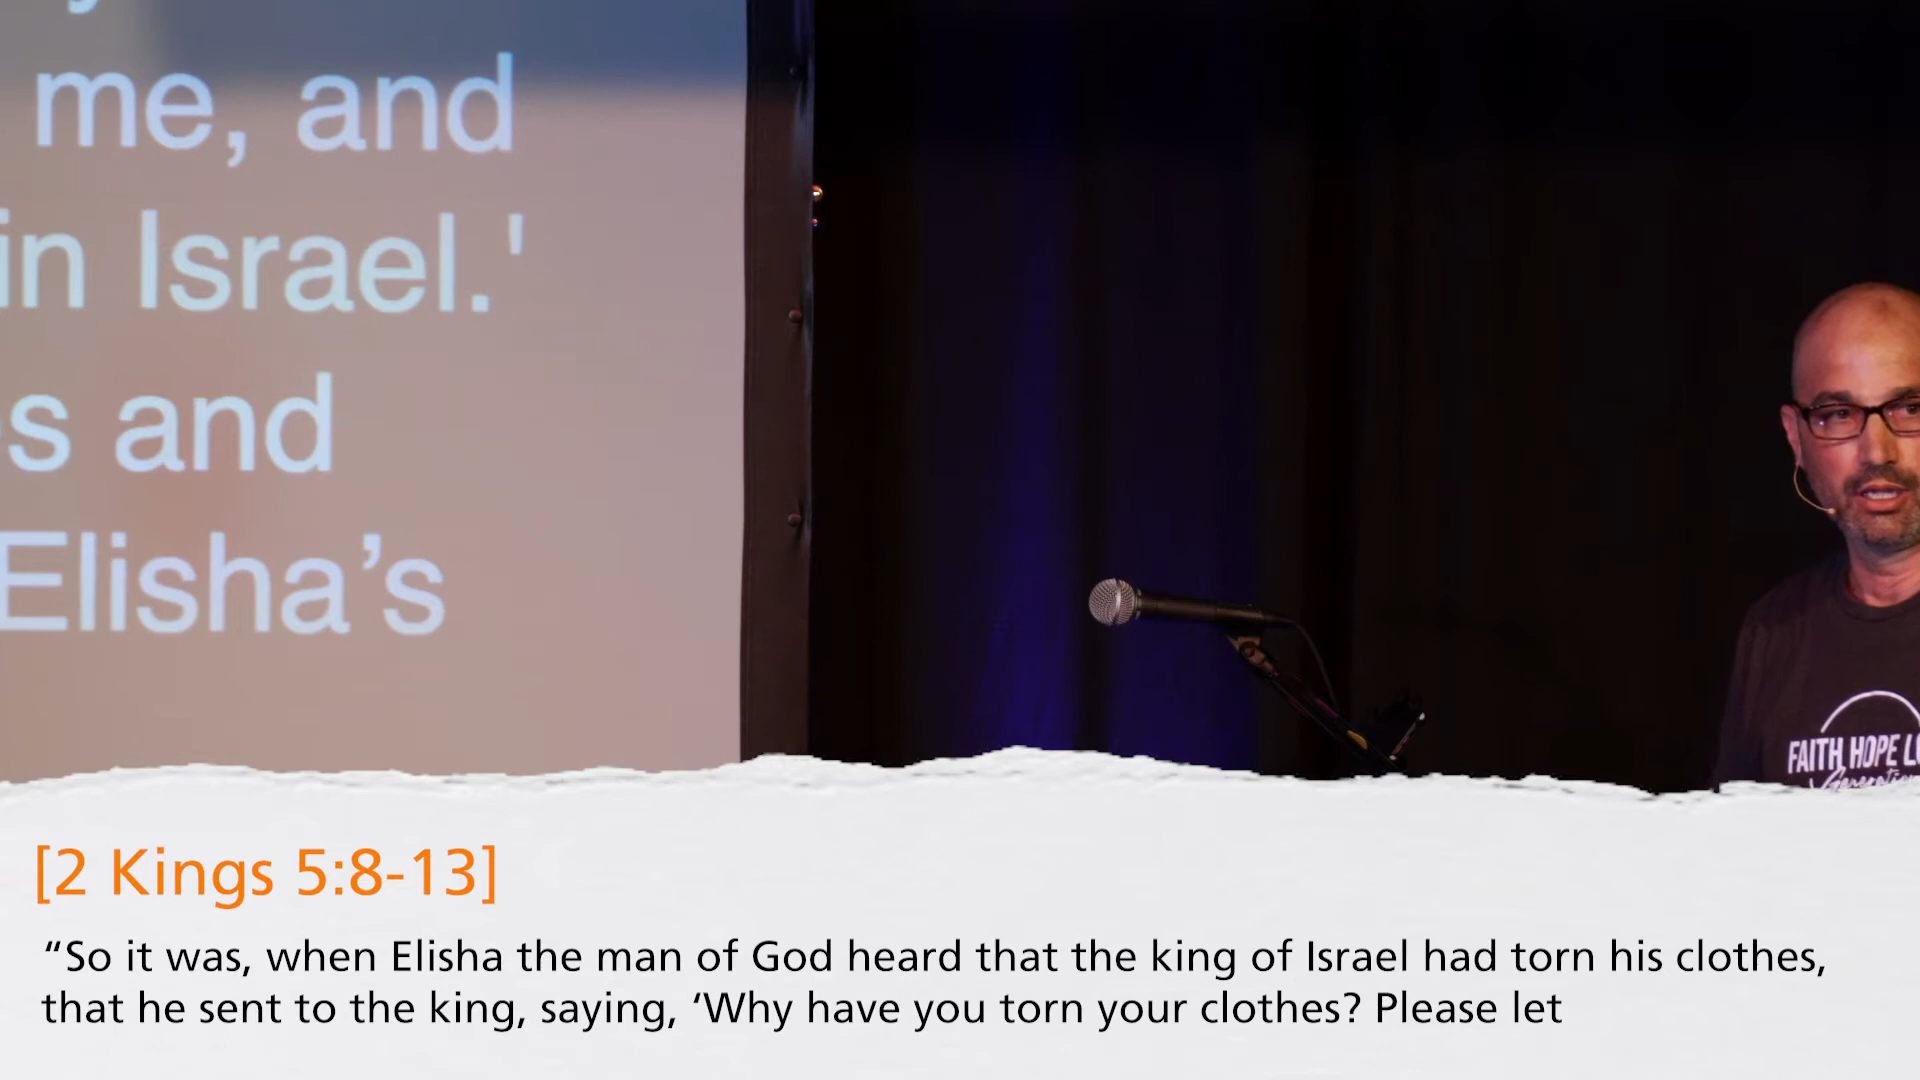 me, and
in Israel.'
s and
Elisha’s
FAITH HOPE
[2 Kings 5:8-13]
“So it was, when Elisha the man of God heard that the king of Israel had torn his clothes,
that he sent to the king, saying, ‘Why have you torn your clothes? Please let